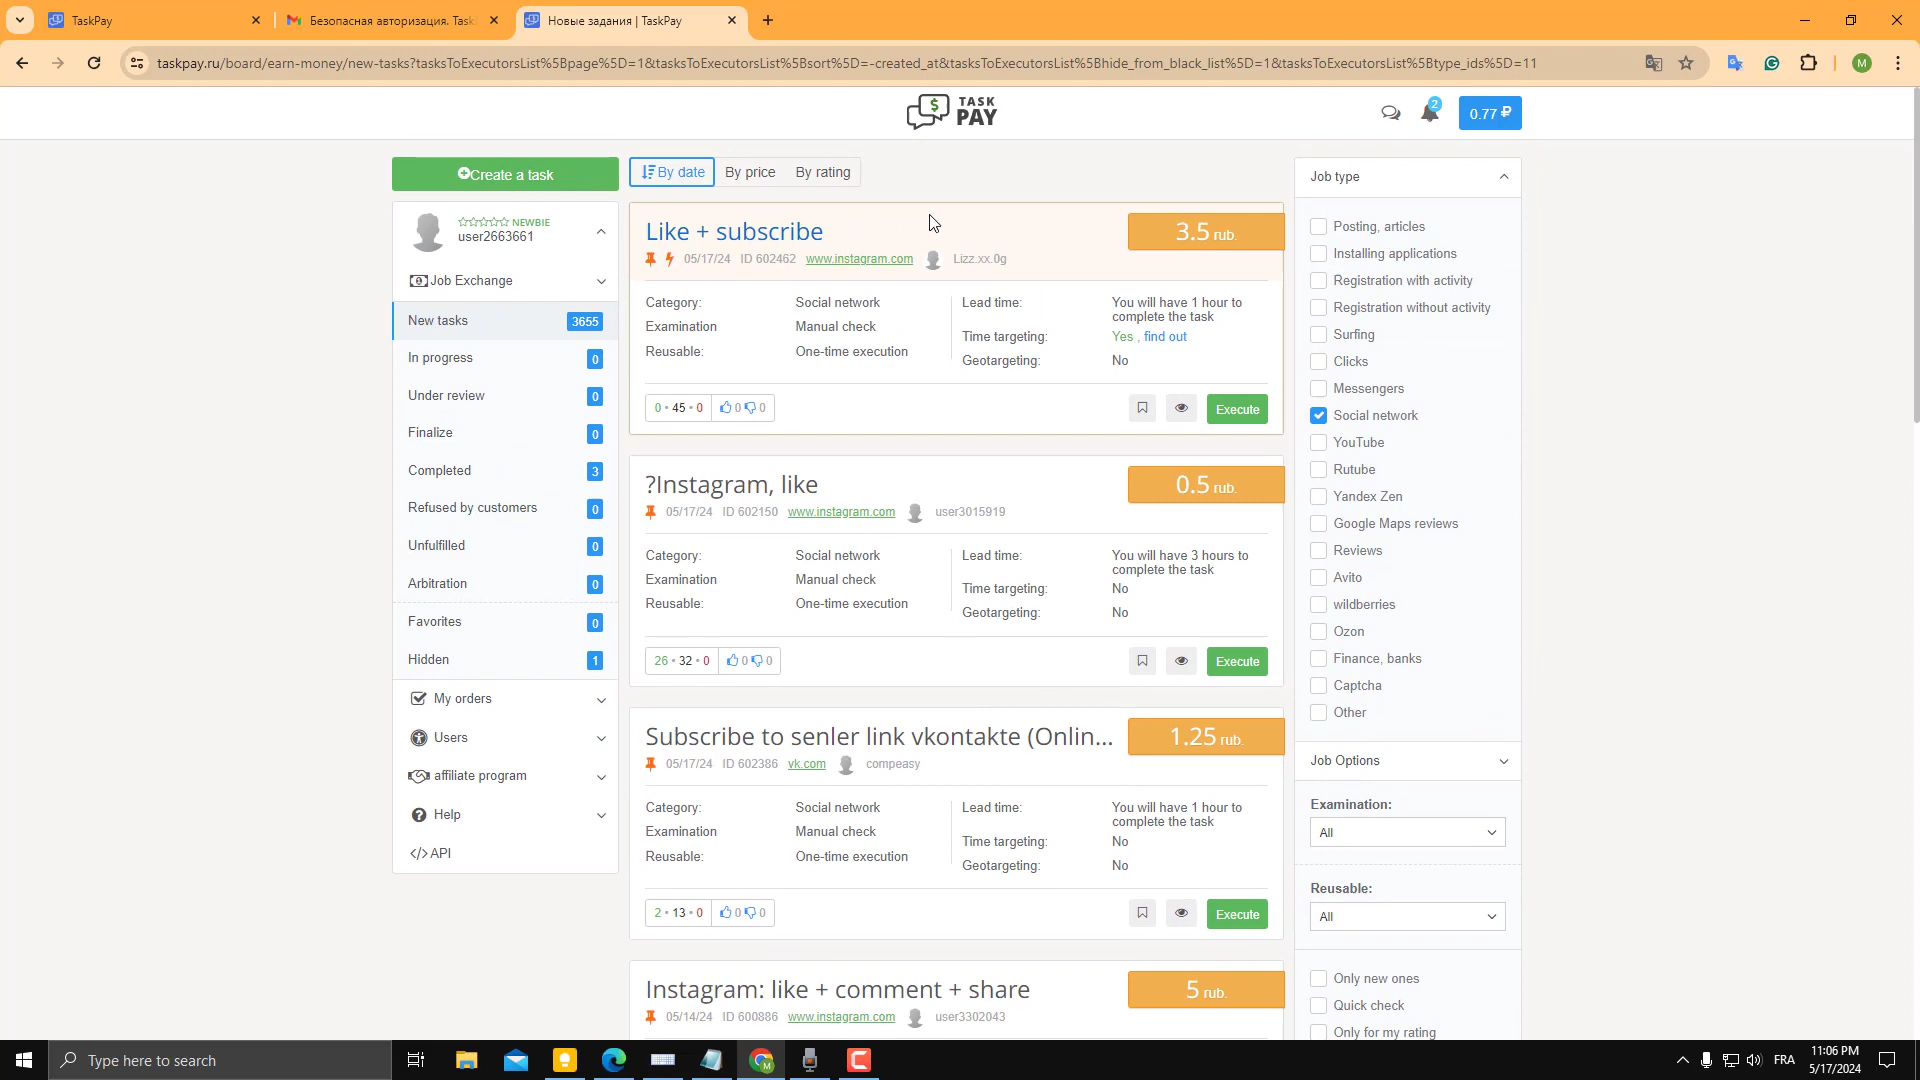 TaskPay
Безопасная авторизация. Task
Новые задания | TaskPay
taskpay.ru/board/earn-money/new-tasks?tasksToExecutorsList%5Bpage%5D=1&tasksToExecutorsList%5Bsort%5D=-created_at&tasksToExecutorsList%5Bhide_from_black_list%5D=1&tasksToExecutorsList%5Btype_ids%5D=11
M
TASK
PAY
2
0.77 ₽
Create a task
NEWBIE
user2663661
Job Exchange
New tasks 3655
In progress 0
Under review 0
Finalize 0
Completed 3
Refused by customers 0
Unfulfilled 0
Arbitration 0
Favorites 0
Hidden 1
My orders
Users
affiliate program
Help
</> API
By date By price By rating
Like + subscribe
3.5 rub.
05/17/24 ID 602462 www.instagram.com Lizz.xx.0g
Category: Social network
Examination Manual check
Reusable: One-time execution
Lead time: You will have 1 hour to
complete the task
Time targeting: Yes , find out
Geotargeting: No
0 • 45 • 0 0 0
Execute
?Instagram, like
0.5 rub.
05/17/24 ID 602150 www.instagram.com user3015919
Category: Social network
Examination Manual check
Reusable: One-time execution
Lead time: You will have 3 hours to
complete the task
Time targeting: No
Geotargeting: No
26 • 32 • 0 0 0
Execute
Subscribe to senler link vkontakte (Onlin...
1.25 rub.
05/17/24 ID 602386 vk.com compeasy
Category: Social network
Examination Manual check
Reusable: One-time execution
Lead time: You will have 1 hour to
complete the task
Time targeting: No
Geotargeting: No
2 • 13 • 0 0 0
Execute
Instagram: like + comment + share
5 rub.
05/14/24 ID 600886 www.instagram.com user3302043
Job type
Posting, articles
Installing applications
Registration with activity
Registration without activity
Surfing
Clicks
Messengers
Social network
YouTube
Rutube
Yandex Zen
Google Maps reviews
Reviews
Avito
wildberries
Ozon
Finance, banks
Captcha
Other
Job Options
Examination:
All
Reusable:
All
Only new ones
Quick check
Only for my rating
Type here to search
FRA
11:06 PM
5/17/2024